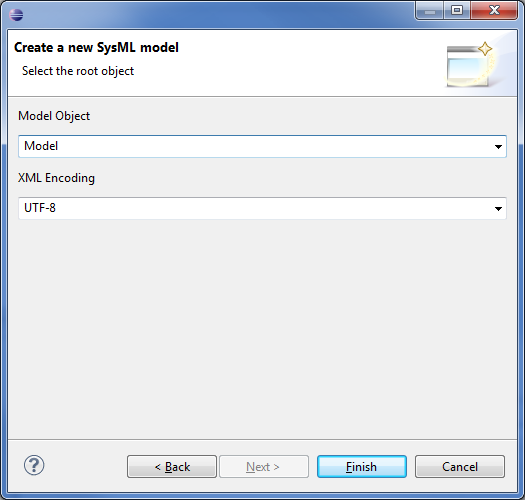 Create a new SysML model
Select the root object
Model Object
Model
XML Encoding
UTF-8
? < Back Next > Finish Cancel